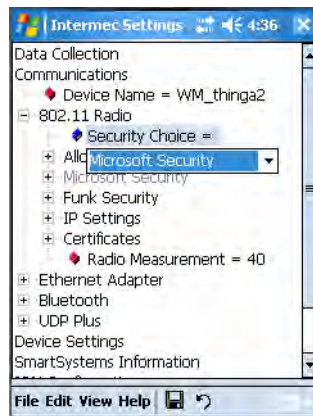 Intermec Settings 4:36
Data Collection
Communications
Device Name = WM_thinga2
802.11 Radio
Security Choice =
Microsoft Security
Microsoft Security
Funk Security
IP Settings
Certificates
Radio Measurement = 40
Ethernet Adapter
Bluetooth
UDP Plus
Device Settings
SmartSystems Information
File Edit View Help